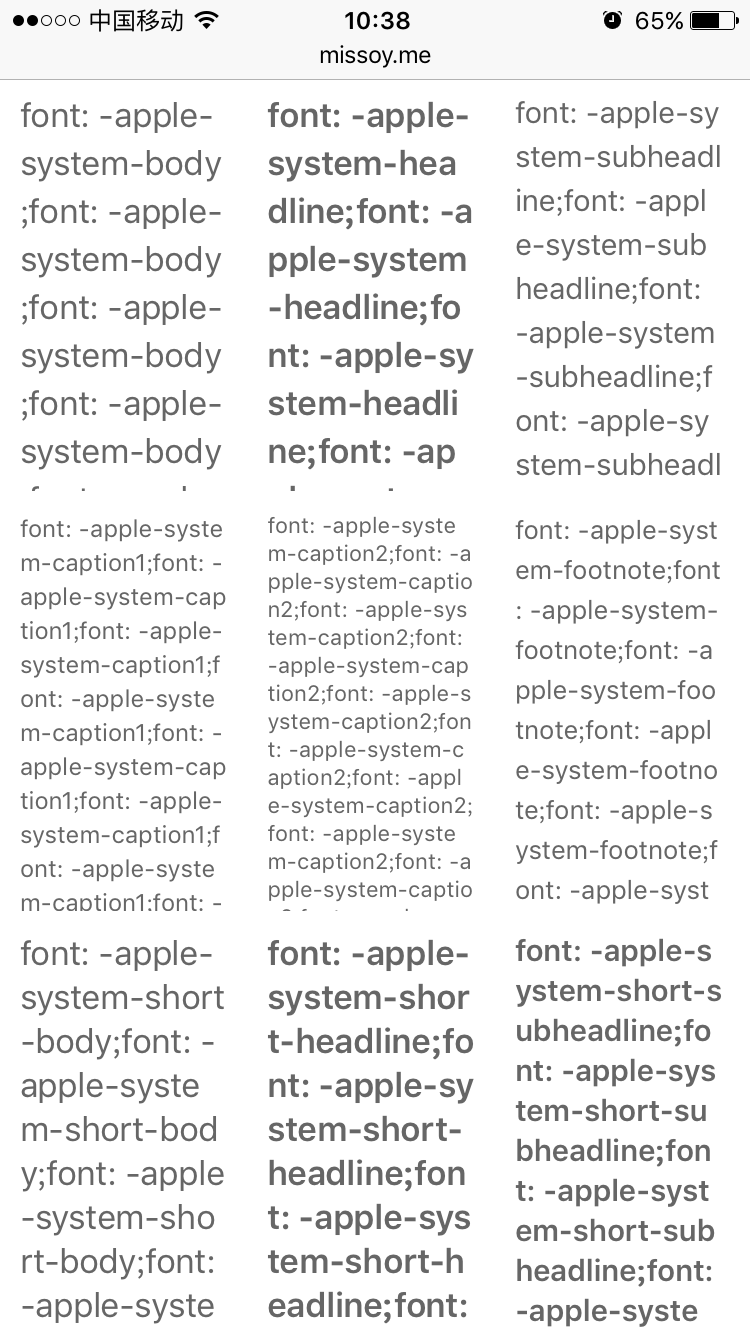 中国移动
10:38
65%
missoy.me
font: -apple-
system-body
;font: -apple-
system-body
;font: -apple-
system-body
;font: -apple-
system-body
font: -apple-
system-hea
dline;font: -a
pple-system
-headline;fo
nt: -apple-sy
stem-headli
ne;font: -ap
font: -apple-sy
stem-subheadl
ine;font: -appl
e-system-sub
headline;font:
-apple-system
-subheadline;f
ont: -apple-sy
stem-subheadl
font: -apple-syste
m-caption1;font: -
apple-system-cap
tion1;font: -apple-
system-caption1;f
ont: -apple-syste
m-caption1;font: -
apple-system-cap
tion1;font: -apple-
system-caption1;f
ont: -apple-syste
m-caption1;font: -
font: -apple-syste
m-caption2;font: -a
pple-system-captio
n2;font: -apple-sys
tem-caption2;font:
-apple-system-cap
tion2;font: -apple-s
ystem-caption2;fon
t: -apple-system-c
aption2;font: -appl
e-system-caption2;
font: -apple-syste
m-caption2;font: -a
pple-system-captio
font: -apple-syst
em-footnote;font
: -apple-system-
footnote;font: -a
pple-system-foo
tnote;font: -appl
e-system-footno
te;font: -apple-s
ystem-footnote;f
ont: -apple-syst
font: -apple-
system-short
-body;font: -
apple-syste
m-short-bod
y;font: -apple
-system-sho
rt-body;font:
-apple-syste
font: -apple-
system-shor
t-headline;fo
nt: -apple-sy
stem-short-
headline;fon
t: -apple-sys
tem-short-h
eadline;font:
font: -apple-s
ystem-short-s
ubheadline;fo
nt: -apple-sys
tem-short-su
bheadline;fon
t: -apple-syst
em-short-sub
headline;font:
-apple-syste